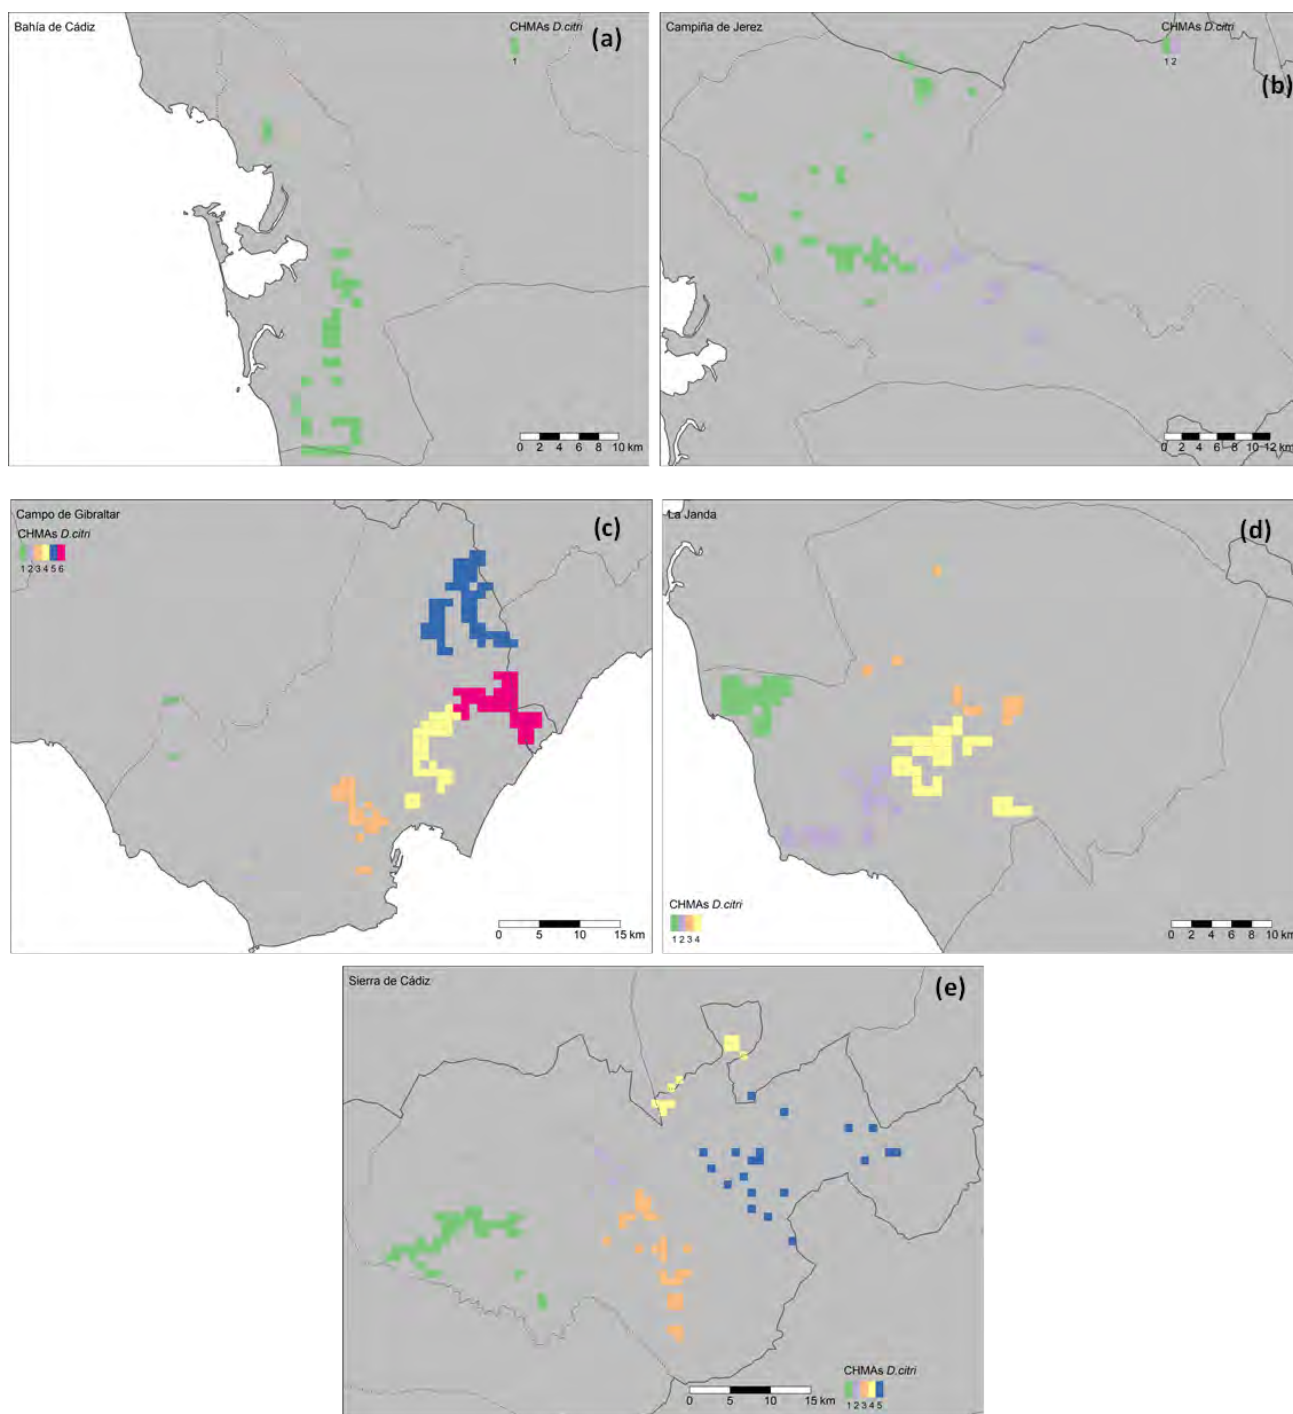 Bahía de Cádiz
CHMAs D.citri
(a)
1
0 2 4 6 8 10 km
Campiña de Jerez
CHMAs D.citri
1 2
(b)
0 2 4 6 8 10 12 km
Campo de Gibraltar
(c)
CHMAs D.citri
1 2 3 4 5 6
0 5 10 15 km
La Janda
(d)
CHMAs D.citri
1 2 3 4
0 2 4 6 8 10 km
Sierra de Cádiz
(e)
CHMAs D.citri
1 2 3 4 5
0 5 10 15 km